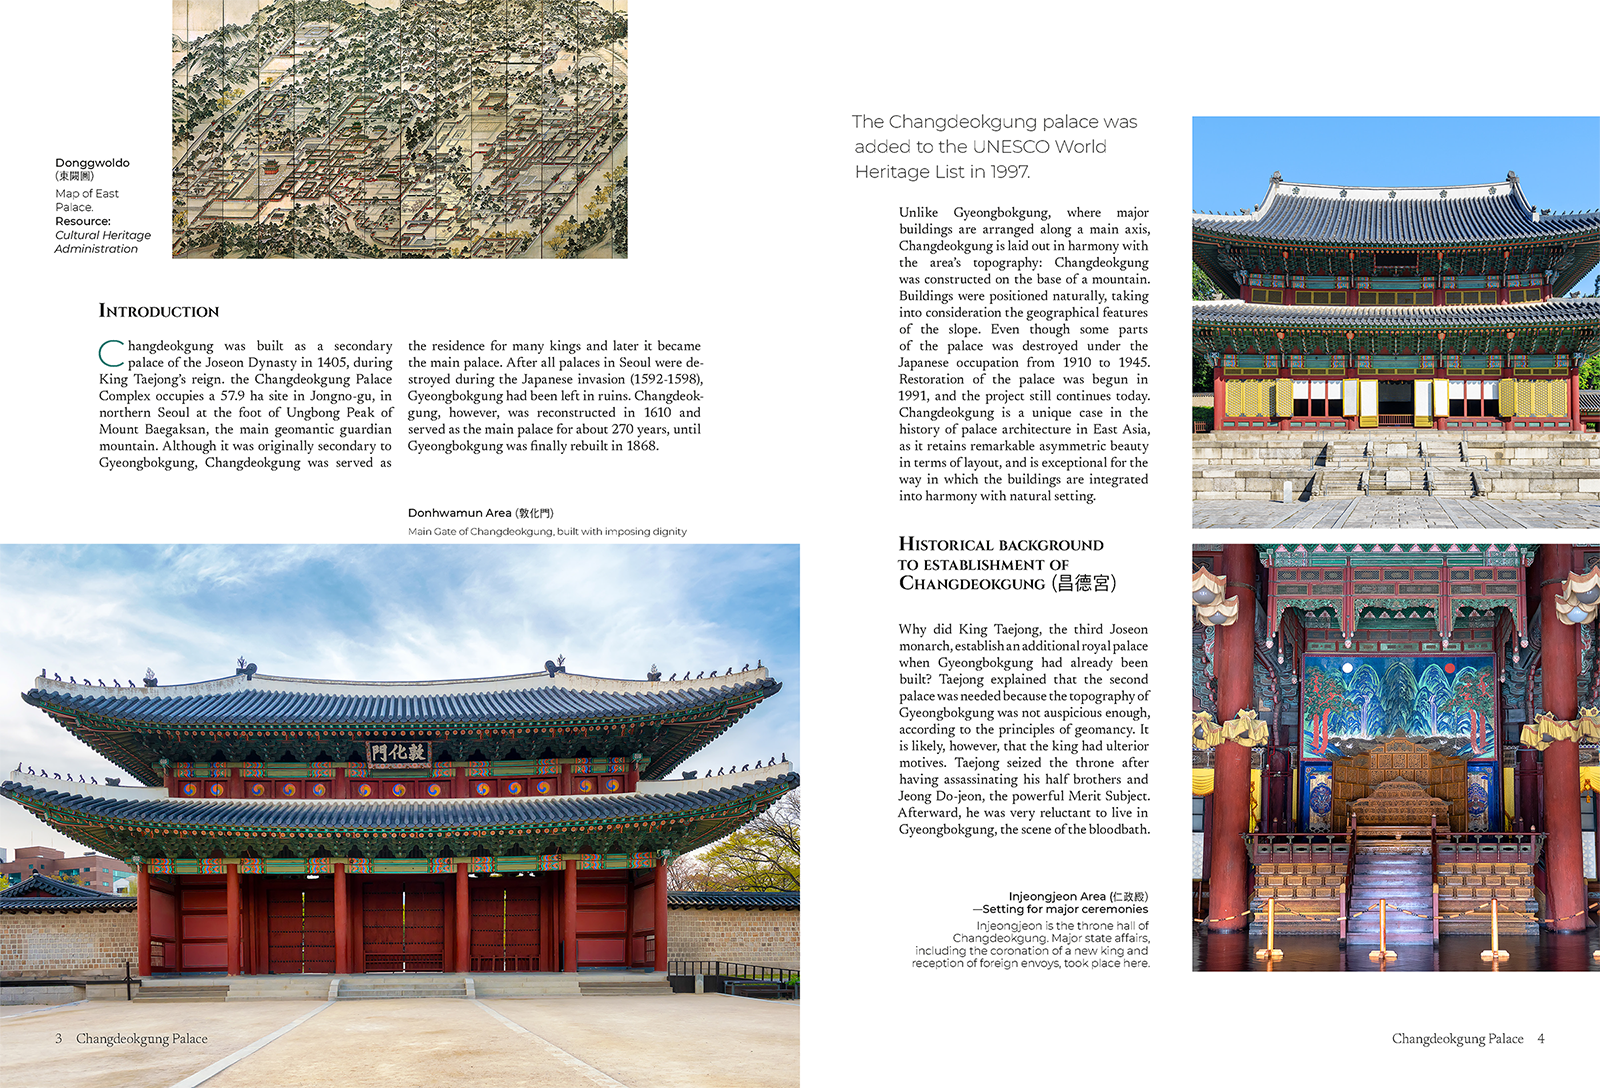 Donggwoldo
(東闕圖)
Map of East
Palace.
Resource:
Cultural Heritage
Administration
INTRODUCTION
Changdeokgung was built as a secondary
palace of the Joseon Dynasty in 1405, during
King Taejong’s reign. the Changdeokgung Palace
Complex occupies a 57.9 ha site in Jongno-gu, in
northern Seoul at the foot of Ungbong Peak of
Mount Baegaksan, the main geomantic guardian
mountain. Although it was originally secondary to
Gyeongbokgung, Changdeokgung was served as
the residence for many kings and later it became
the main palace. After all palaces in Seoul were de-
stroyed during the Japanese invasion (1592-1598),
Gyeongbokgung had been left in ruins. Changdeok-
gung, however, was reconstructed in 1610 and
served as the main palace for about 270 years, until
Gyeongbokgung was finally rebuilt in 1868.
Donhwamun Area (敦化門)
Main Gate of Changdeokgung, built with imposing dignity
門化敦
3 Changdeokgung Palace
The Changdeokgung palace was
added to the UNESCO World
Heritage List in 1997.
Unlike Gyeongbokgung, where major
buildings are arranged along a main axis,
Changdeokgung is laid out in harmony with
the area’s topography: Changdeokgung
was constructed on the base of a mountain.
Buildings were positioned naturally, taking
into consideration the geographical features
of the slope. Even though some parts
of the palace was destroyed under the
Japanese occupation from 1910 to 1945.
Restoration of the palace was begun in
1991, and the project still continues today.
Changdeokgung is a unique case in the
history of palace architecture in East Asia,
as it retains remarkable asymmetric beauty
in terms of layout, and is exceptional for the
way in which the buildings are integrated
into harmony with natural setting.
HISTORICAL BACKGROUND
TO ESTABLISHMENT OF
CHANGDEOKGUNG (昌德宮)
Why did King Taejong, the third Joseon
monarch, establish an additional royal palace
when Gyeongbokgung had already been
built? Taejong explained that the second
palace was needed because the topography of
Gyeongbokgung was not auspicious enough,
according to the principles of geomancy. It
is likely, however, that the king had ulterior
motives. Taejong seized the throne after
having assassinating his half brothers and
Jeong Do-jeon, the powerful Merit Subject.
Afterward, he was very reluctant to live in
Gyeongbokgung, the scene of the bloodbath.
Injeongjeon Area (仁政殿)
—Setting for major ceremonies
Injeongjeon is the throne hall of
Changdeokgung. Major state affairs,
including the coronation of a new king and
reception of foreign envoys, took place here.
Changdeokgung Palace 4